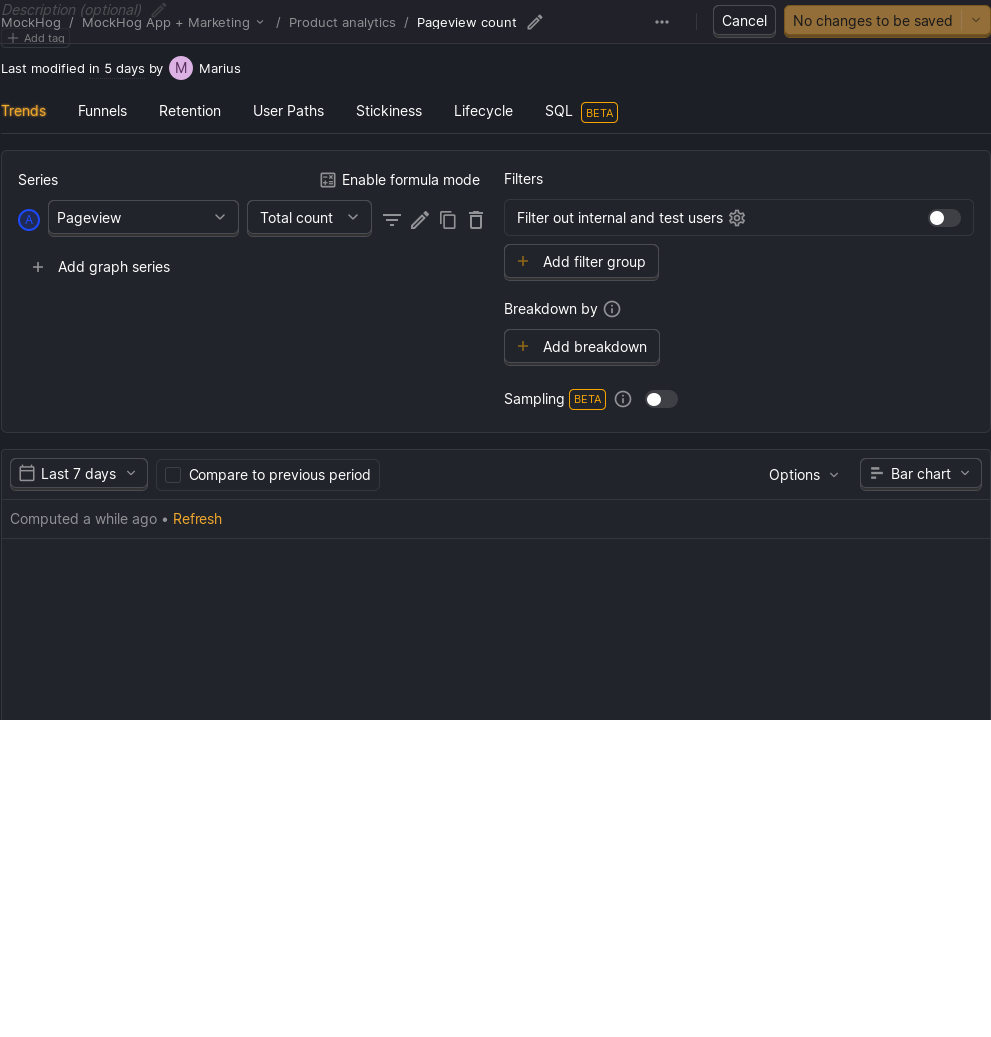 Description (optional)
MockHog / MockHog App + Marketing / Product analytics / Pageview count
Cancel
No changes to be saved
Add tag
Last modified in 5 days by M Marius
Trends Funnels Retention User Paths Stickiness Lifecycle SQL BETA
Series
Enable formula mode
A Pageview Total count
Add graph series
Filters
Filter out internal and test users
Add filter group
Breakdown by
Add breakdown
Sampling BETA
Last 7 days Compare to previous period Options Bar chart
Computed a while ago • Refresh